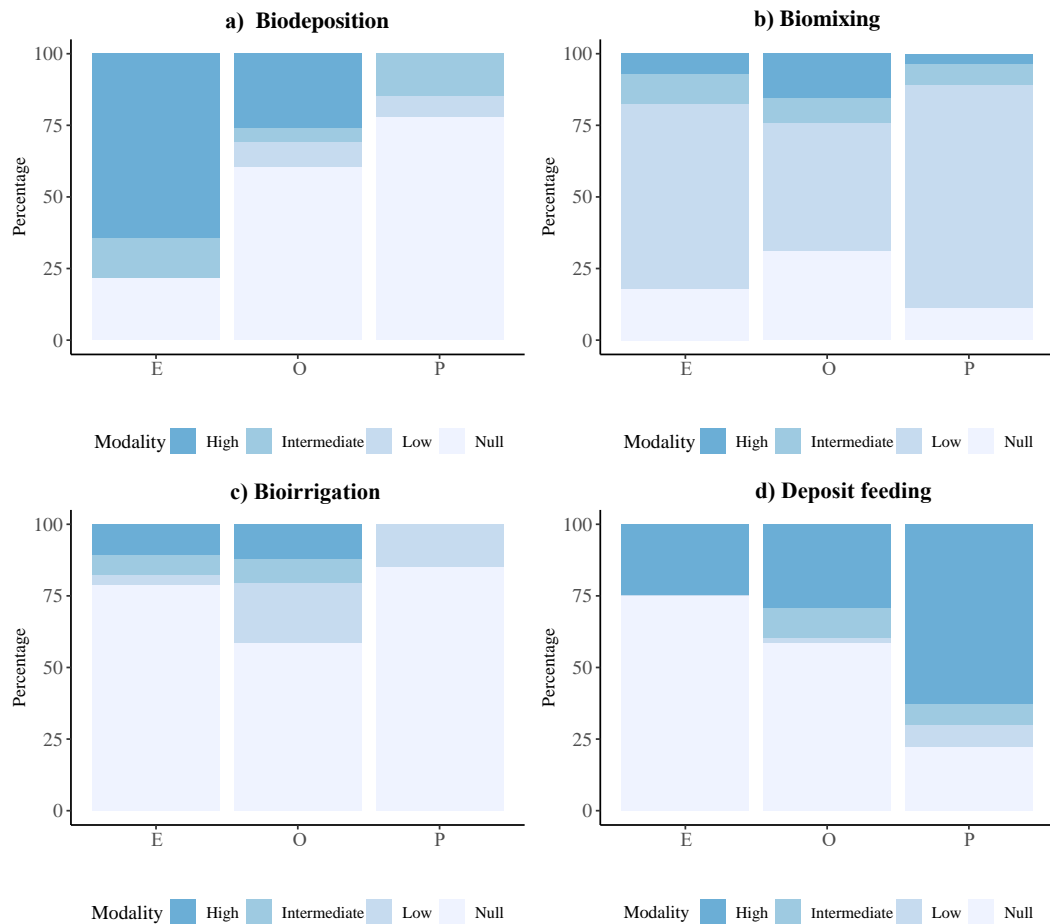 a) Biodeposition
Percentage
100
75
50
25
0
E O P
Modality High Intermediate Low Null
b) Biomixing
Percentage
100
75
50
25
0
E O P
Modality High Intermediate Low Null
c) Bioirrigation
Percentage
100
75
50
25
0
E O P
Modality High Intermediate Low Null
d) Deposit feeding
Percentage
100
75
50
25
0
E O P
Modality High Intermediate Low Null